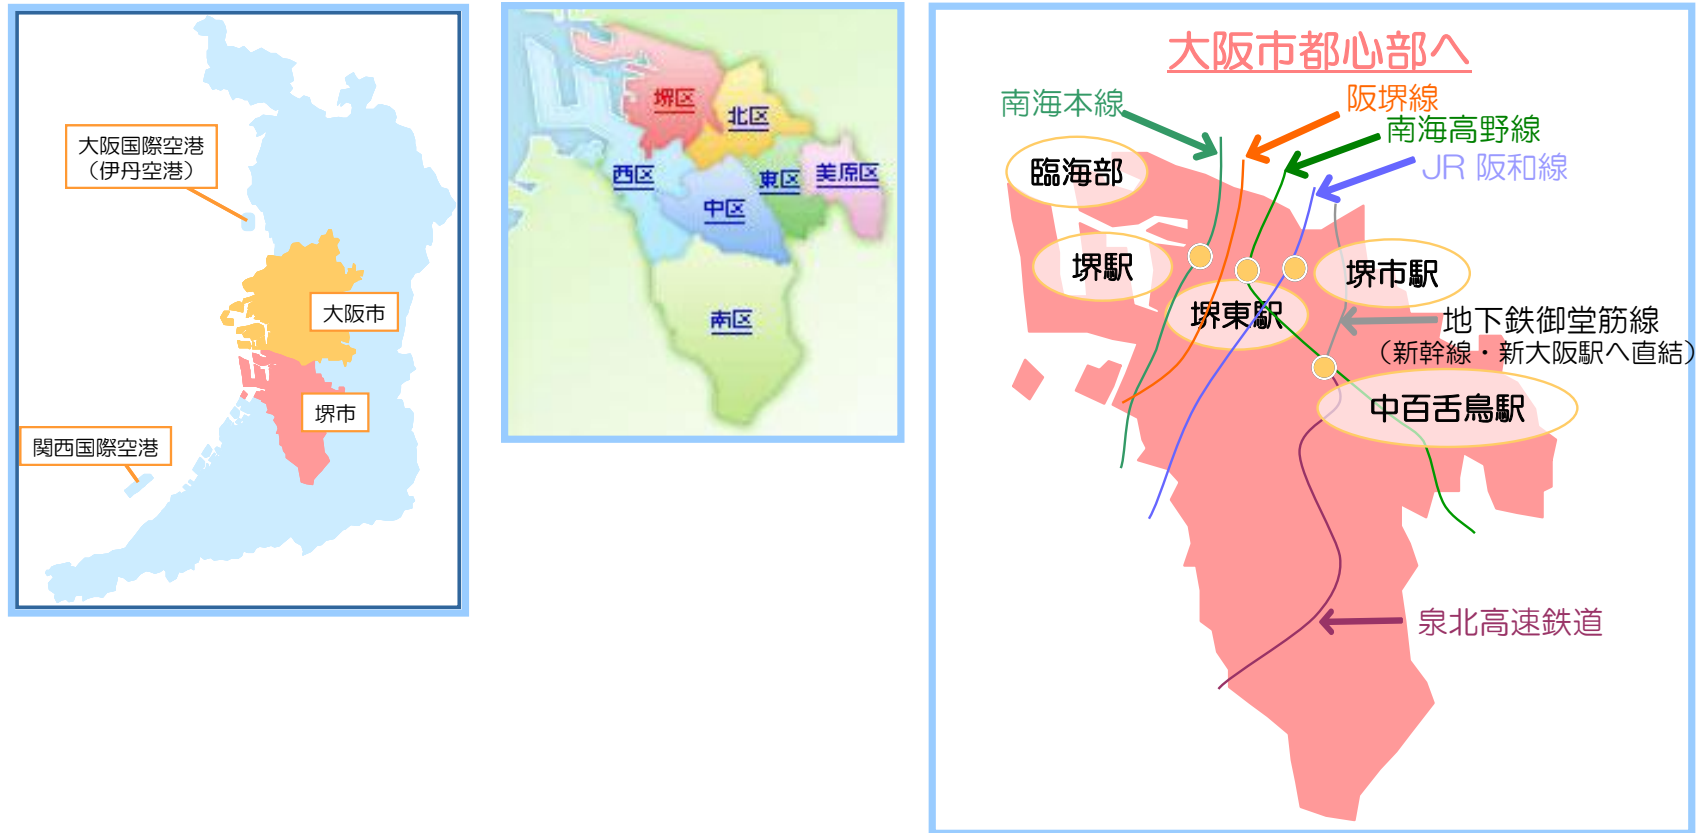 大阪国際空港
（伊丹空港）
大阪市
堺市
関西国際空港
堺区
北区
西区
東区
美原区
中区
南区
大阪市都心部へ
南海本線
阪堺線
南海高野線
JR 阪和線
臨海部
堺駅
堺市駅
堺東駅
地下鉄御堂筋線
（新幹線・新大阪駅へ直結）
中百舌鳥駅
泉北高速鉄道